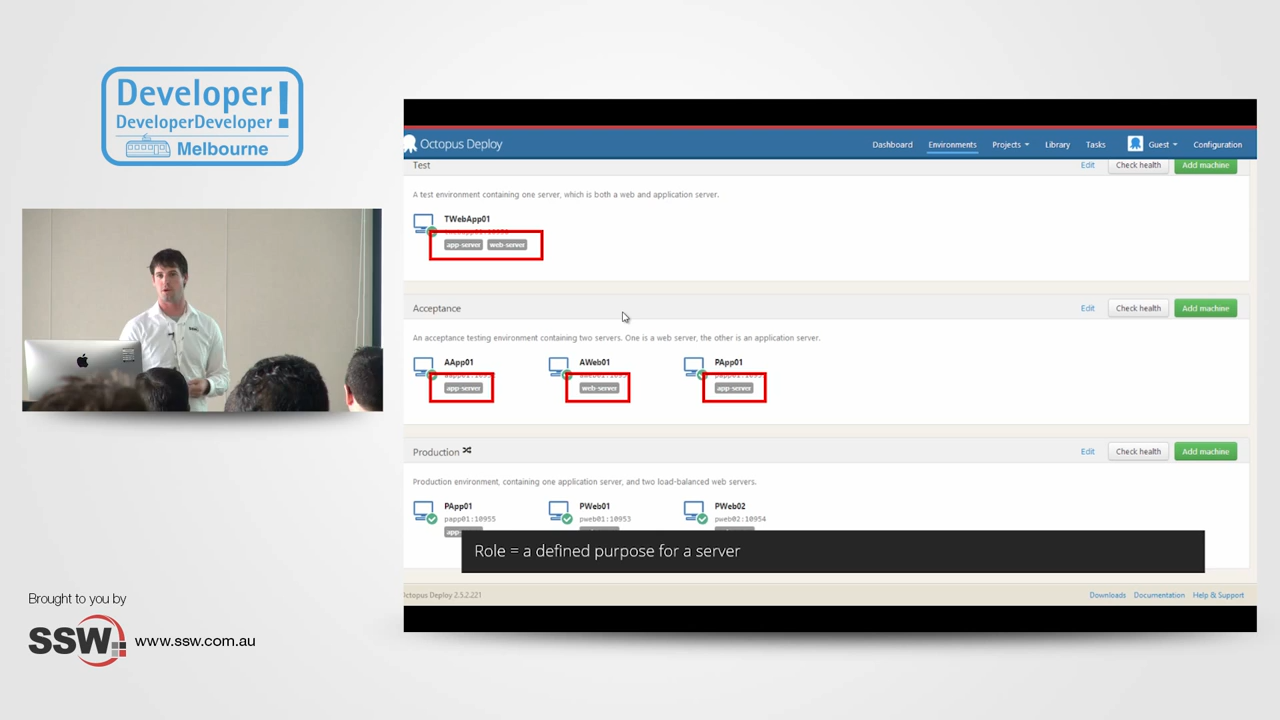 Developer!
DeveloperDeveloper
Melbourne
Octopus Deploy
Dashboard Environments Projects Library Tasks Guest Configuration
Test Edit Check health Add machine
A test environment containing one server, which is both a web and application server.
TWebApp01
app-server web-server
Acceptance Edit Check health Add machine
An acceptance testing environment containing two servers. One is a web server, the other is an application server.
AApp01 AWeb01 PApp01
app-server web-server app-server
Production Edit Check health Add machine
Production environment, containing one application server, and two load-balanced web servers.
PApp01 PWeb01 PWeb02
papp01:10955 pweb01:10953 pweb02:10954
Role = a defined purpose for a server
Octopus Deploy 2.5.2.221 Downloads Documentation Help & Support
Brought to you by
SSW www.ssw.com.au